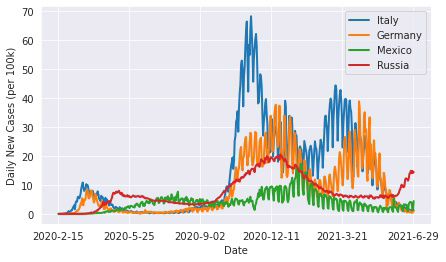 Italy
Germany
Mexico
Russia
Daily New Cases (per 100k)
70
60
50
40
30
20
10
0
2020-2-15
2020-5-25
2020-9-02
2020-12-11
2021-3-21
2021-6-29
Date